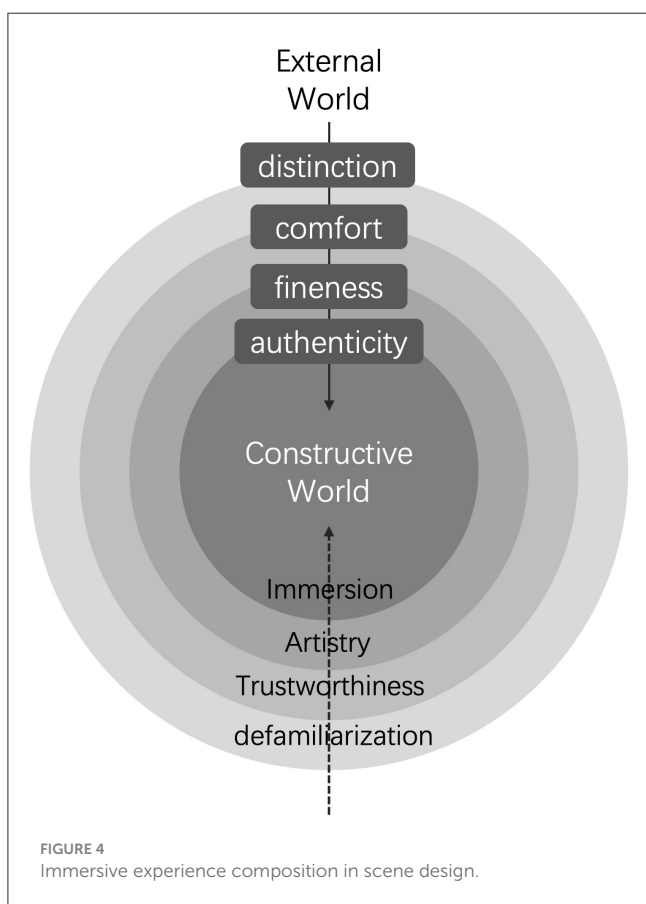 External
World
distinction
comfort
fineness
authenticity
Constructive
World
Immersion
Artistry
Trustworthiness
defamiliarization
FIGURE 4
Immersive experience composition in scene design.